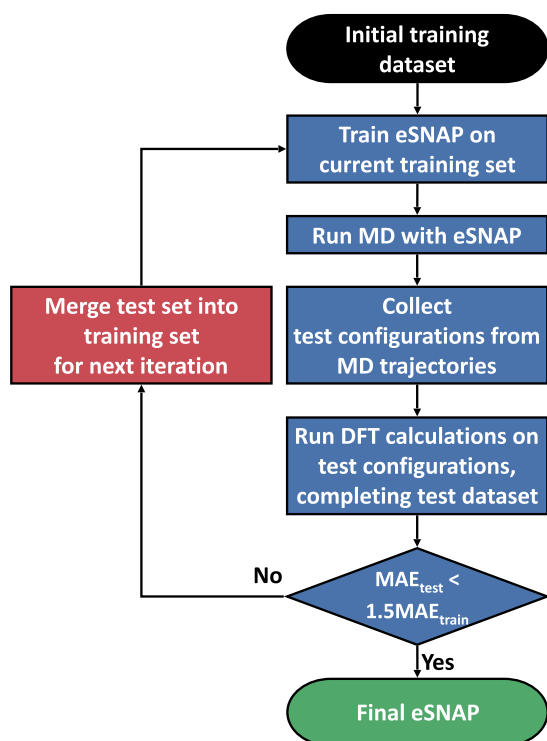 Initial training
dataset
Train eSNAP on
current training set
Run MD with eSNAP
Merge test set into
training set
for next iteration
Collect
test configurations from
MD trajectories
Run DFT calculations on
test configurations,
completing test dataset
No
MAEtest <
1.5MAEtrain
Yes
Final eSNAP